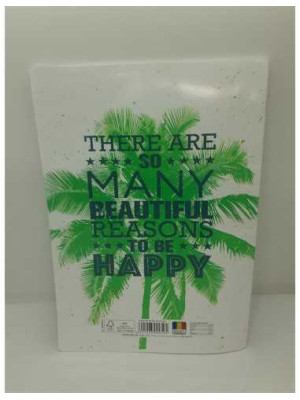 THERE ARE
SO
MANY
BEAUTIFUL
REASONS
TO BE
HAPPY